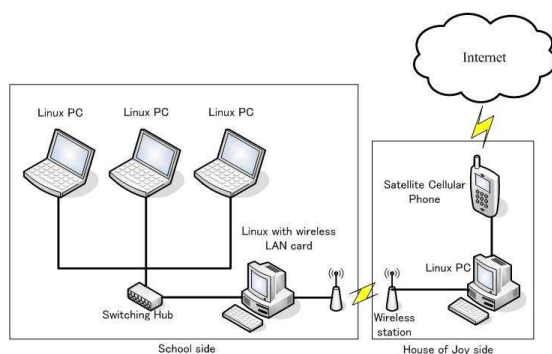 Internet
Linux PC
Linux PC
Linux PC
Satellite Cellular
Phone
Linux with wireless
LAN card
Linux PC
Switching Hub
Wireless
station
School side
House of Joy side